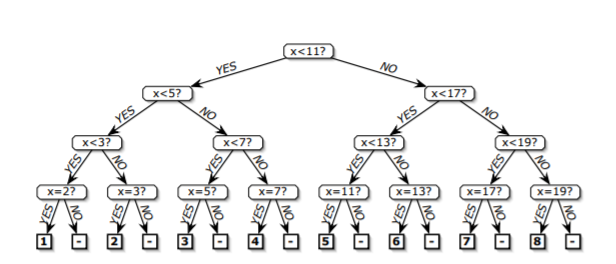 x<11?
YES NO
x<5? x<17?
YES NO YES NO
x<3? x<7? x<13? x<19?
YES NO YES NO YES NO YES NO
x=2? x=3? x=5? x=7? x=11? x=13? x=17? x=19?
YES NO YES NO YES NO YES NO YES NO YES NO YES NO YES NO
1 - 2 - 3 - 4 - 5 - 6 - 7 - 8 -